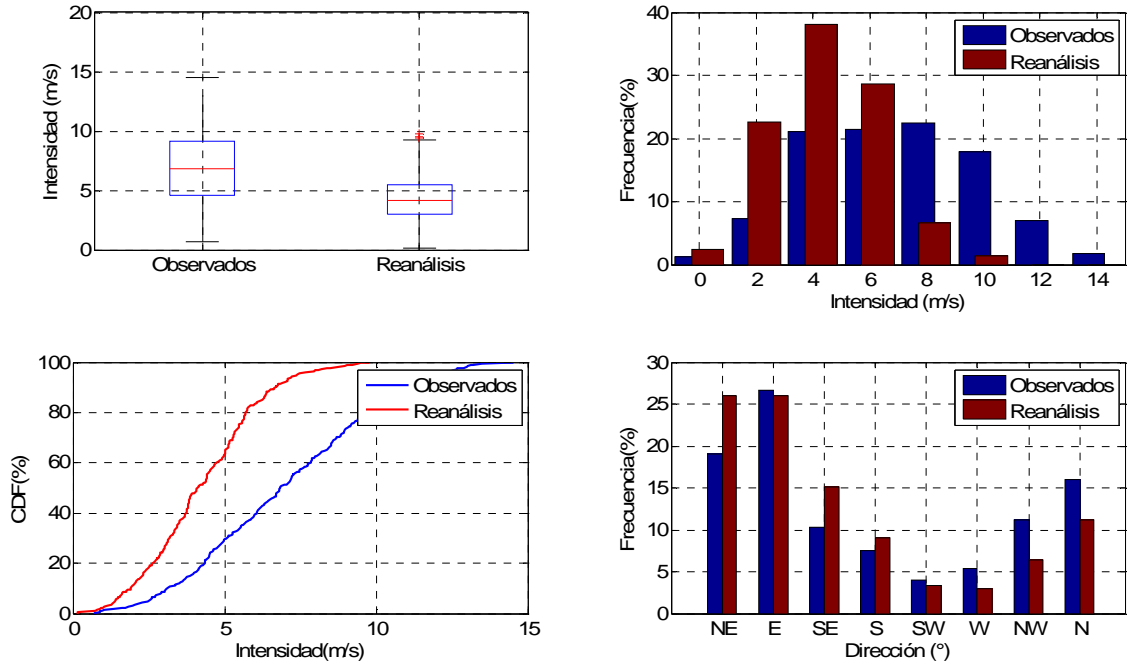 20
15
10
5
0
Intensidad (m/s)
Observados
Reanálisis
40
30
20
10
0
Frecuencia(%)
Observados
Reanálisis
0 2 4 6 8 10 12 14
Intensidad (m/s)
100
80
60
40
20
0
CDF(%)
Observados
Reanálisis
0 5 10 15
Intensidad(m/s)
30
25
20
15
10
5
0
Frecuencia(%)
Observados
Reanálisis
NE E SE S SW W NW N
Dirección (°)